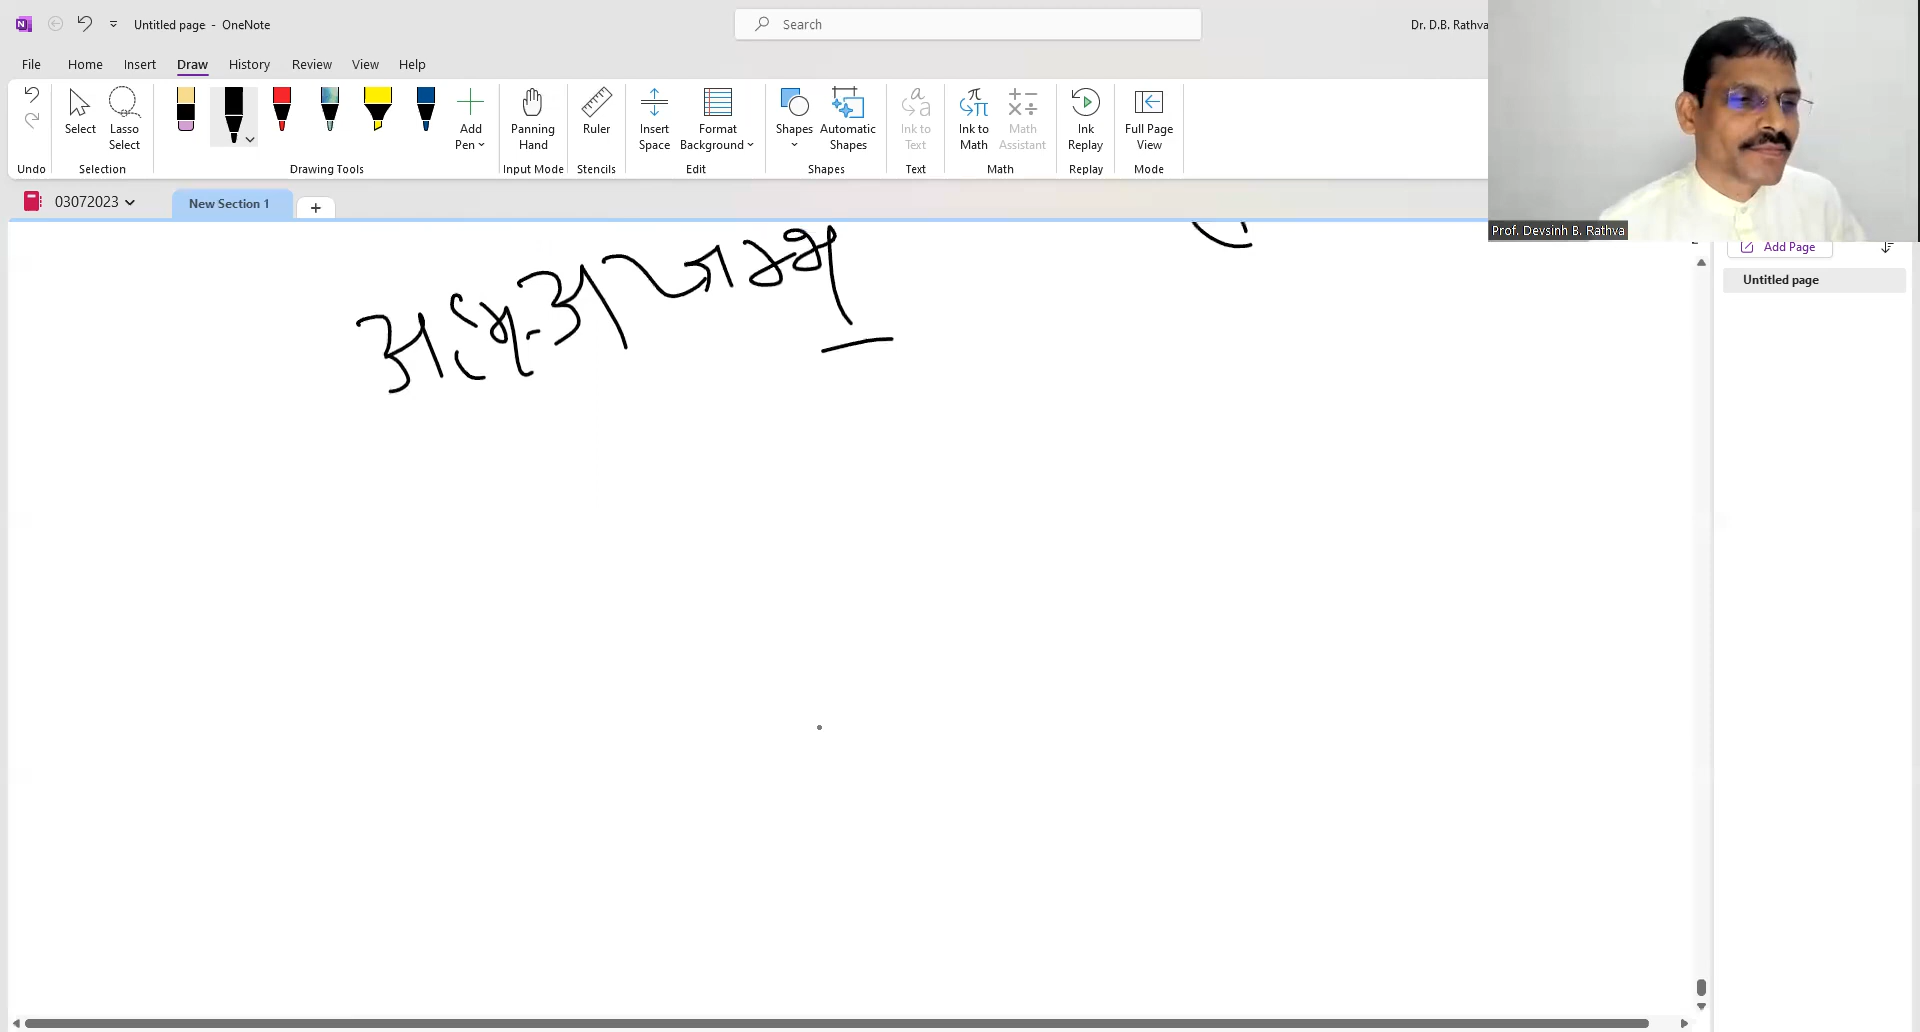 Untitled page - OneNote
Search
Dr. D.B. Rathva
File Home Insert Draw History Review View Help
Select
Lasso Select
Add Pen
Panning Hand
Ruler
Insert Space
Format Background
Shapes
Automatic Shapes
Ink to Text
Ink to Math
Math Assistant
Ink Replay
Full Page View
Undo Selection Drawing Tools Input Mode Stencils Edit Shapes Text Math Replay Mode
Prof. Devsinh B. Rathva
03072023 New Section 1 +
Add Page
Untitled page